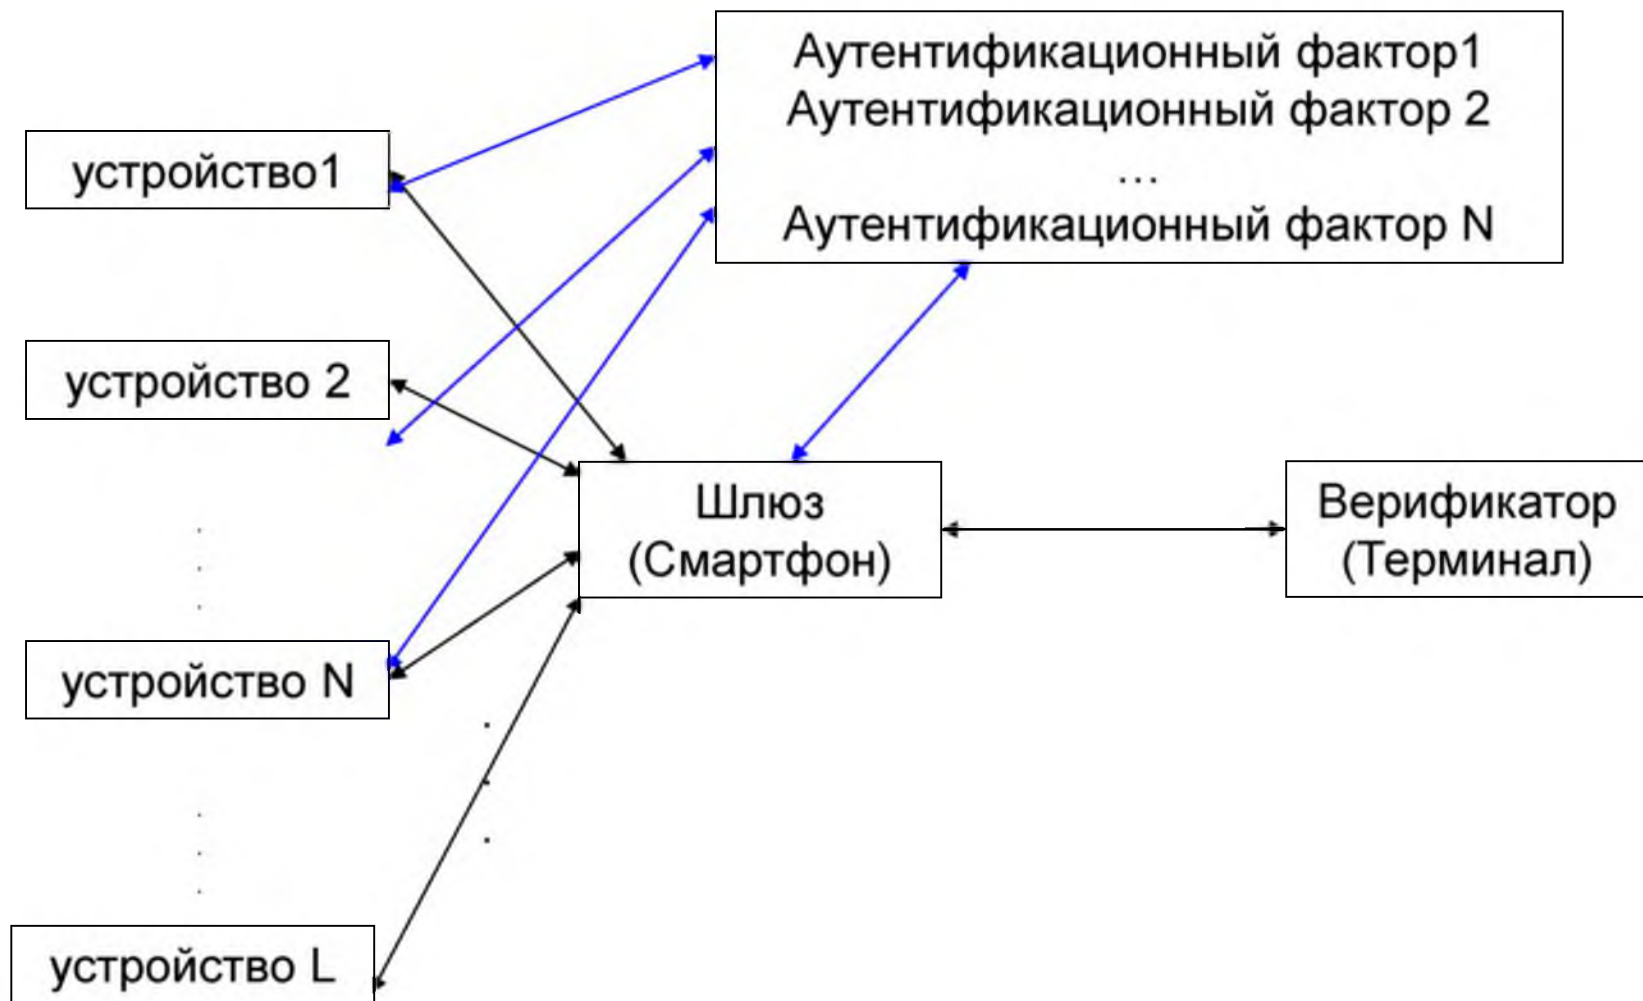 Аутентификационный фактор1
Аутентификационный фактор 2
...
Аутентификационный фактор N
устройство1
устройство 2
Шлюз
(Смартфон)
Верификатор
(Терминал)
устройство N
устройство L